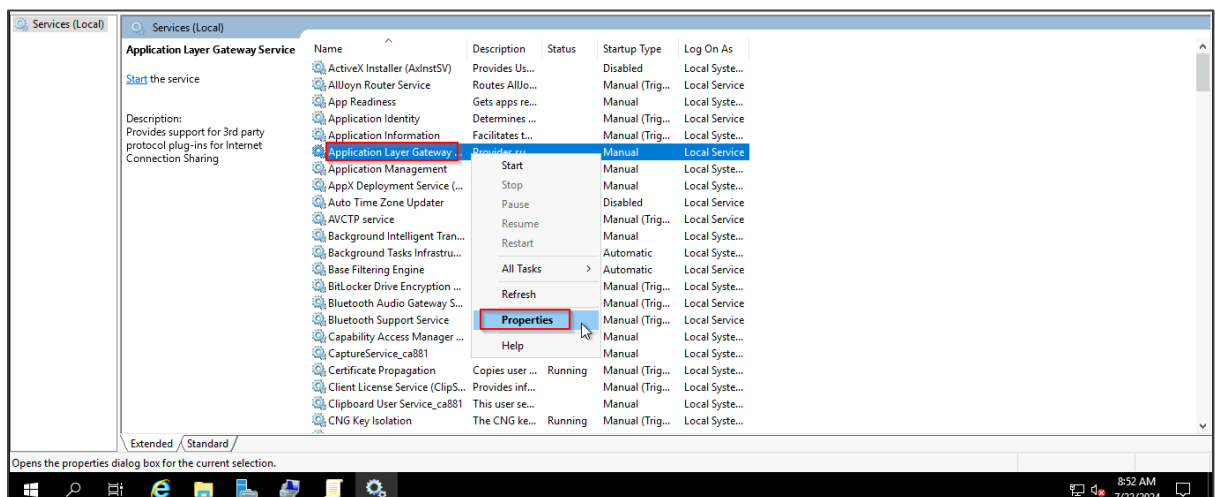 Services (Local)
Services (Local)
Application Layer Gateway Service
Start the service
Description:
Provides support for 3rd party
protocol plug-ins for Internet
Connection Sharing
Name Description Status Startup Type Log On As
ActiveX Installer (AxInstSV) Provides Us... Disabled Local Syste...
AllJoyn Router Service Routes AllJo... Manual (Trig... Local Service
App Readiness Gets apps re... Manual Local Syste...
Application Identity Determines ... Manual (Trig... Local Service
Application Information Facilitates t... Manual (Trig... Local Syste...
Application Layer Gateway ... Provides su... Manual Local Service
Application Management Manual Local Syste...
AppX Deployment Service (... Manual Local Syste...
Auto Time Zone Updater Disabled Local Service
AVCTP service Manual (Trig... Local Service
Background Intelligent Tran... Manual Local Syste...
Background Tasks Infrastru... Automatic Local Syste...
Base Filtering Engine Automatic Local Service
BitLocker Drive Encryption ... Manual (Trig... Local Syste...
Bluetooth Audio Gateway S... Manual (Trig... Local Service
Bluetooth Support Service Manual (Trig... Local Service
Capability Access Manager ... Manual Local Syste...
CaptureService_ca881 Manual Local Syste...
Certificate Propagation Copies user ... Running Manual (Trig... Local Syste...
Client License Service (ClipS... Provides inf... Manual (Trig... Local Syste...
Clipboard User Service_ca881 This user se... Manual Local Syste...
CNG Key Isolation The CNG ke... Running Manual (Trig... Local Syste...
Start
Stop
Pause
Resume
Restart
All Tasks >
Refresh
Properties
Help
Extended Standard
Opens the properties dialog box for the current selection.
8:52 AM
7/22/2024